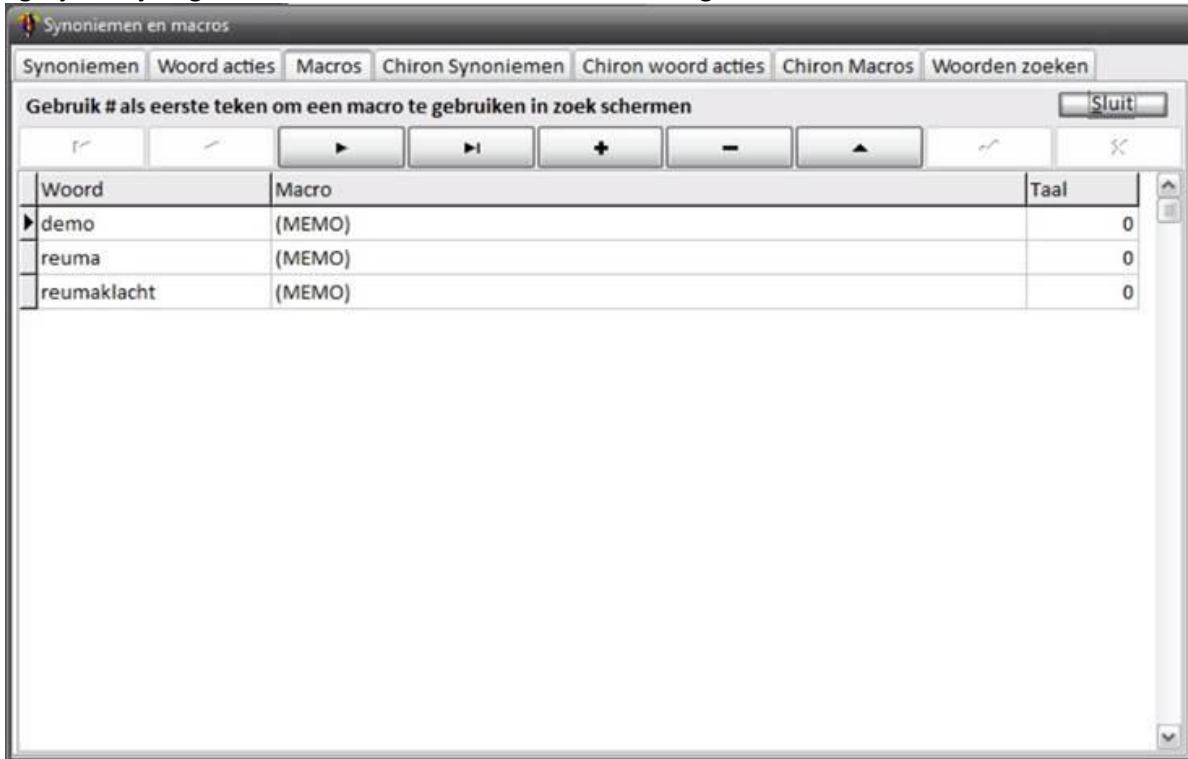 Synoniemen en macros
Synoniemen Woord acties Macros Chiron Synoniemen Chiron woord acties Chiron Macros Woorden zoeken
Gebruik # als eerste teken om een macro te gebruiken in zoek schermen Sluit
Woord Macro Taal
demo (MEMO) 0
reuma (MEMO) 0
reumaklacht (MEMO) 0